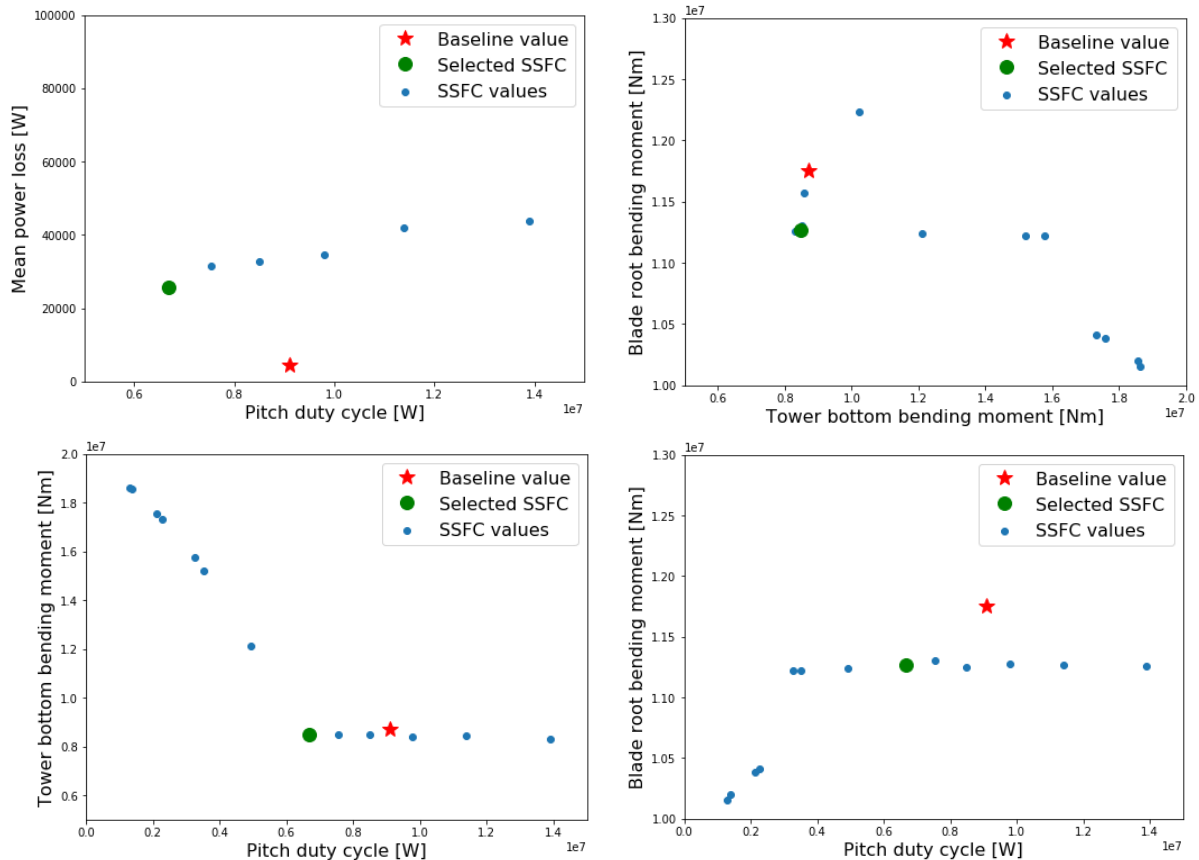 100000
80000
60000
40000
20000
0
Mean power loss [W]
Baseline value
Selected SSFC
SSFC values
0.6 0.8 1.0 1.2 1.4
1e7
Pitch duty cycle [W]
1e7
1.30
1.25
1.20
1.15
1.10
1.05
1.00
Blade root bending moment [Nm]
Baseline value
Selected SSFC
SSFC values
0.6 0.8 1.0 1.2 1.4 1.6 1.8 2.0
1e7
Tower bottom bending moment [Nm]
1e7
2.0
1.8
1.6
1.4
1.2
1.0
0.8
0.6
Tower bottom bending moment [Nm]
Baseline value
Selected SSFC
SSFC values
0.0 0.2 0.4 0.6 0.8 1.0 1.2 1.4
1e7
Pitch duty cycle [W]
1e7
1.30
1.25
1.20
1.15
1.10
1.05
1.00
Blade root bending moment [Nm]
Baseline value
Selected SSFC
SSFC values
0.0 0.2 0.4 0.6 0.8 1.0 1.2 1.4
1e7
Pitch duty cycle [W]